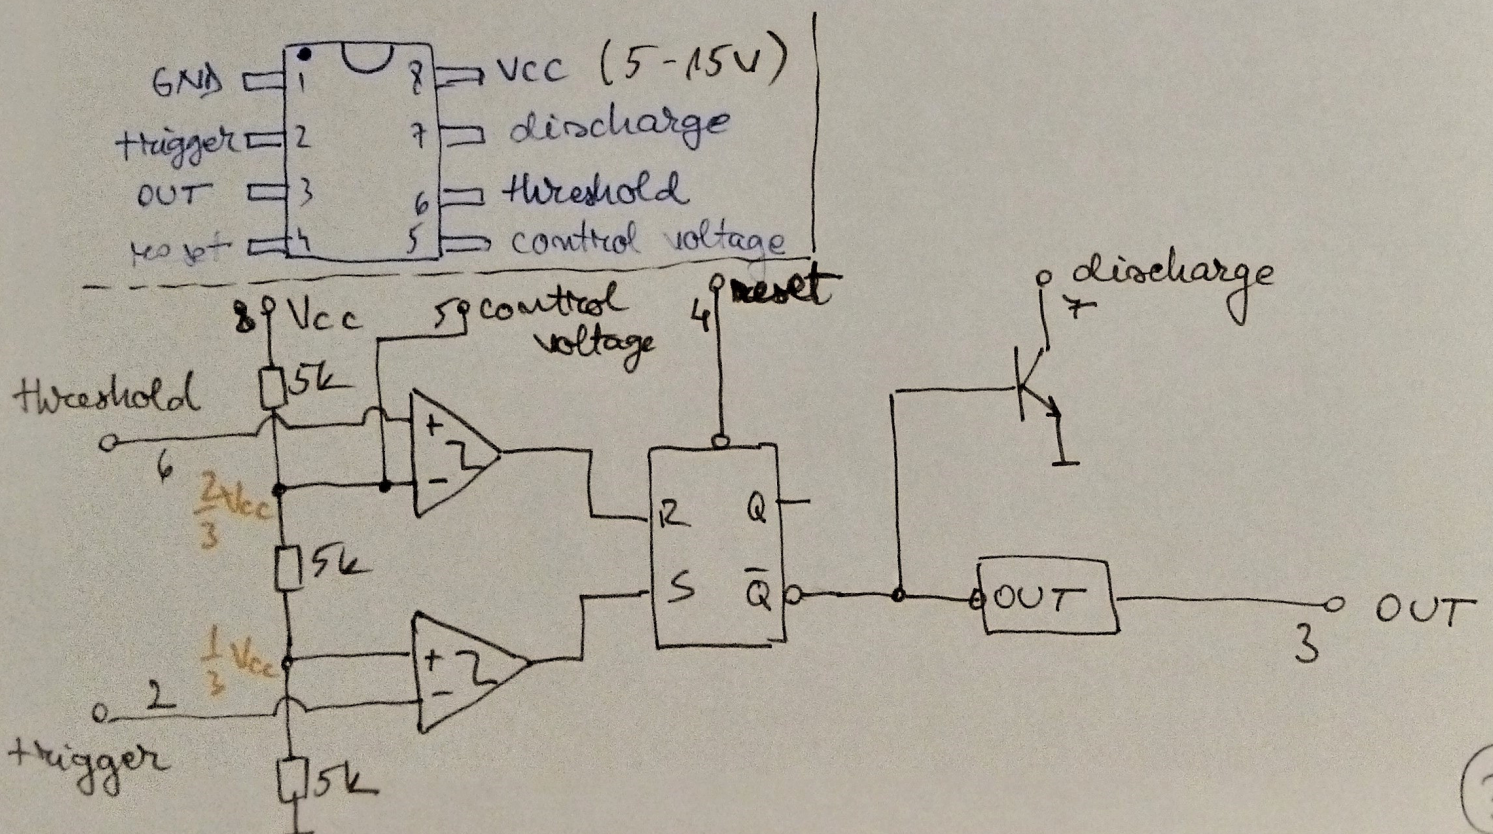 GND 1 8 Vcc (5-15V)
trigger 2 7 discharge
OUT 3 6 threshold
reset 4 5 control voltage
8 Vcc 5 control voltage 4 reset
discharge
7
5k
threshold
6
+
-
2/3 Vcc
R Q
5k
S Q̄
OUT
3 OUT
1/3 Vcc
+
-
2
trigger
5k